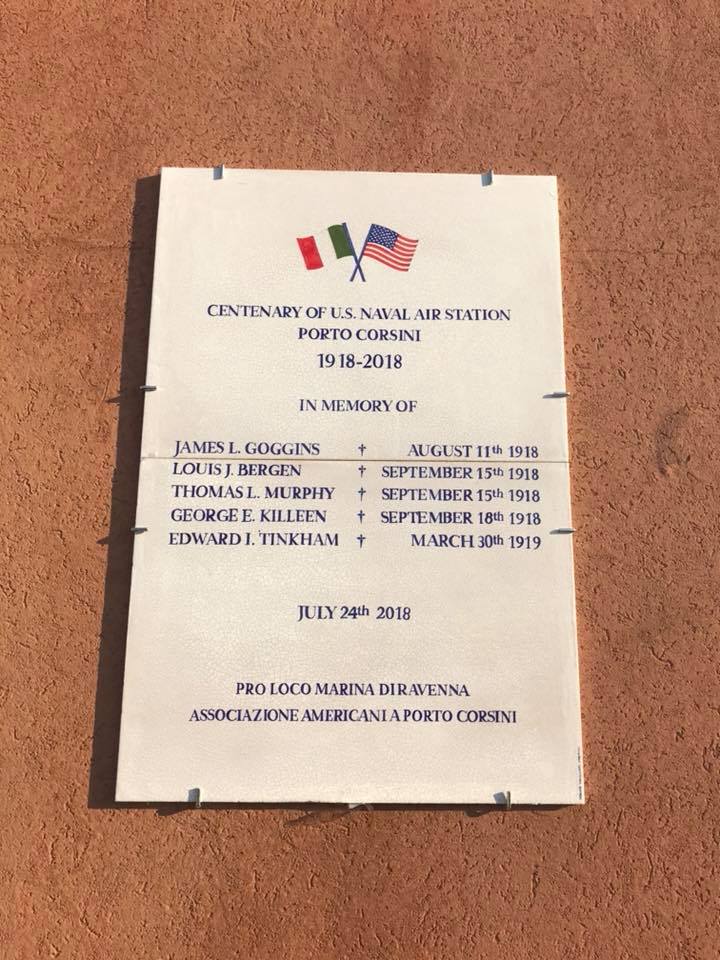 CENTENARY OF U.S. NAVAL AIR STATION
PORTO CORSINI
1918-2018
IN MEMORY OF
JAMES L. GOGGINS † AUGUST 11th 1918
LOUIS J. BERGEN † SEPTEMBER 15th 1918
THOMAS L. MURPHY † SEPTEMBER 15th 1918
GEORGE E. KILLEEN † SEPTEMBER 18th 1918
EDWARD I. TINKHAM † MARCH 30th 1919
JULY 24th 2018
PRO LOCO MARINA DI RAVENNA
ASSOCIAZIONE AMERICANI A PORTO CORSINI